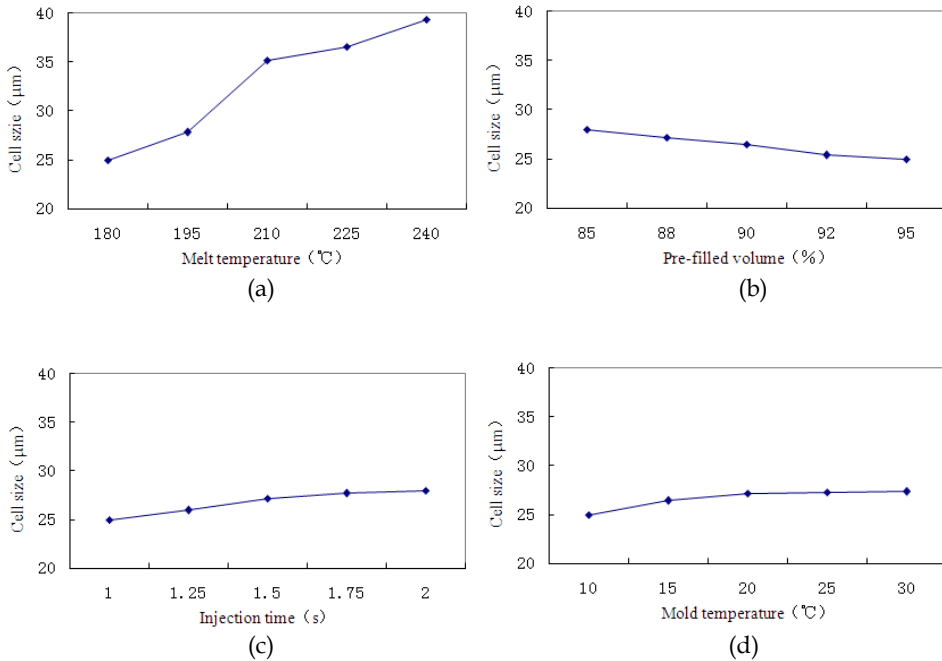 40
35
30
25
20
Cell szie（μm）
180 195 210 225 240
Melt temperature（℃）
(a)
40
35
30
25
20
Cell size（μm）
85 88 90 92 95
Pre-filled volume（%）
(b)
40
35
30
25
20
Cell size（μm）
1 1.25 1.5 1.75 2
Injection time（s）
(c)
40
35
30
25
20
Cell size（μm）
10 15 20 25 30
Mold temperature（℃）
(d)